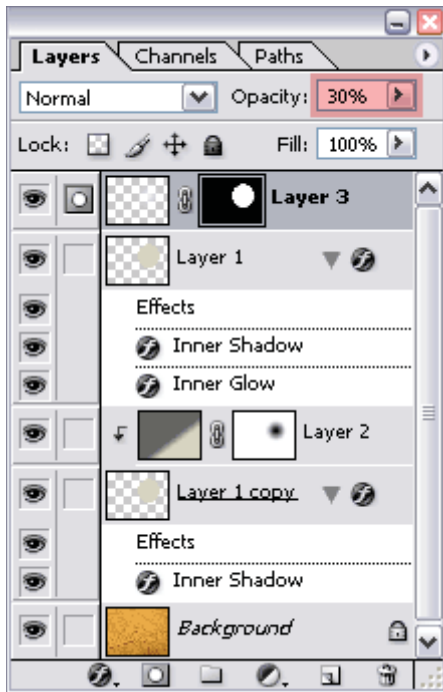 Layers Channels Paths
Normal Opacity: 30%
Lock: Fill: 100%
Layer 3
Layer 1
Effects
Inner Shadow
Inner Glow
Layer 2
Layer 1 copy
Effects
Inner Shadow
Background